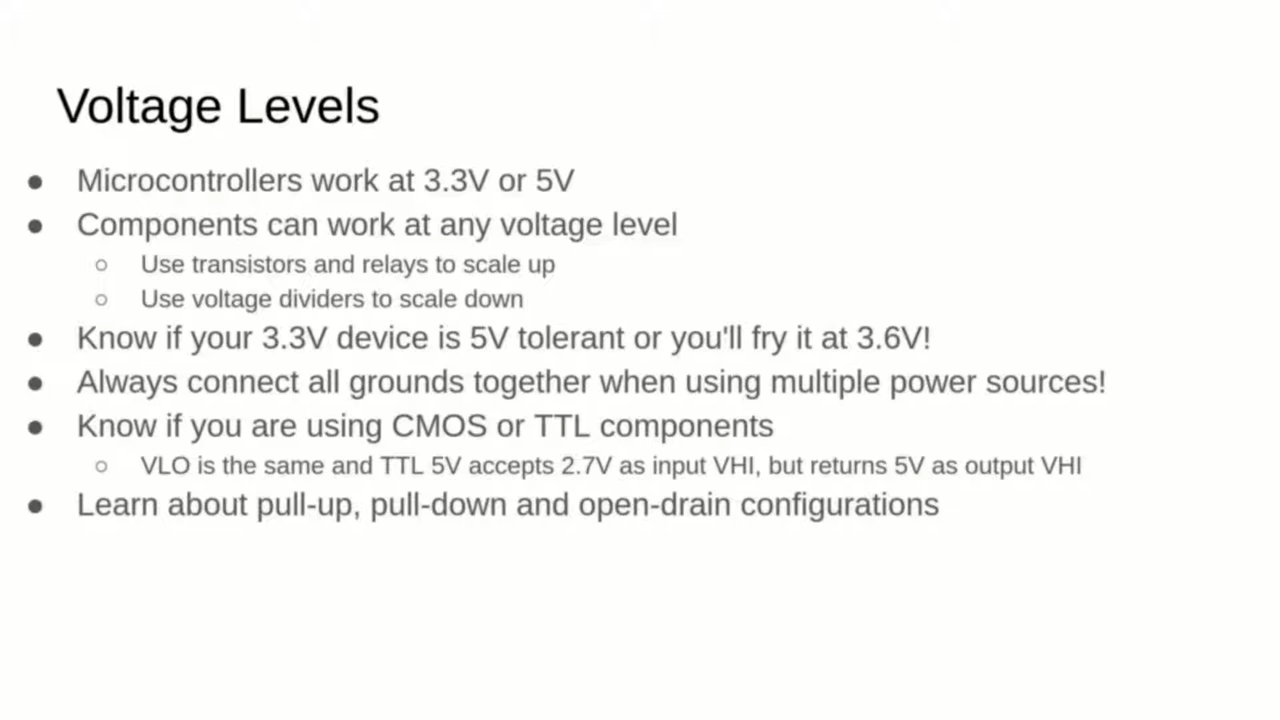 Voltage Levels
● Microcontrollers work at 3.3V or 5V
● Components can work at any voltage level
○ Use transistors and relays to scale up
○ Use voltage dividers to scale down
● Know if your 3.3V device is 5V tolerant or you'll fry it at 3.6V!
● Always connect all grounds together when using multiple power sources!
● Know if you are using CMOS or TTL components
○ VLO is the same and TTL 5V accepts 2.7V as input VHI, but returns 5V as output VHI
● Learn about pull-up, pull-down and open-drain configurations